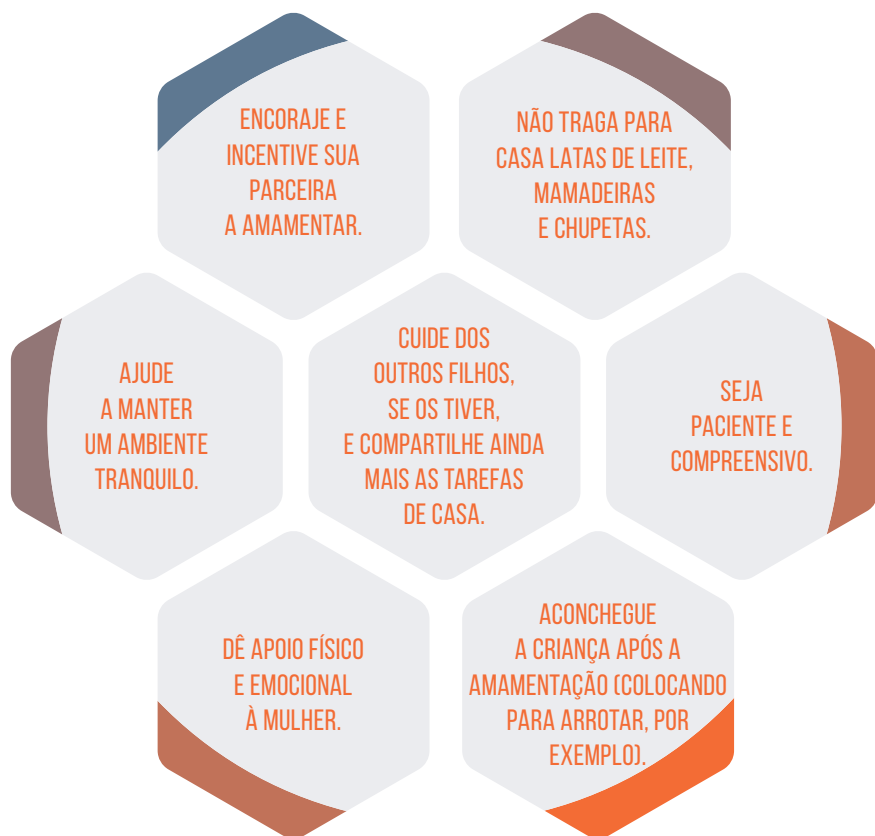 ENCORAJE E
INCENTIVE SUA
PARCEIRA
A AMAMENTAR.
NÃO TRAGA PARA
CASA LATAS DE LEITE,
MAMADEIRAS
E CHUPETAS.
AJUDE
A MANTER
UM AMBIENTE
TRANQUILO.
CUIDE DOS
OUTROS FILHOS,
SE OS TIVER,
E COMPARTILHE AINDA
MAIS AS TAREFAS
DE CASA.
SEJA
PACIENTE E
COMPREENSIVO.
DÊ APOIO FÍSICO
E EMOCIONAL
À MULHER.
ACONCHEGUE
A CRIANÇA APÓS A
AMAMENTAÇÃO (COLOCANDO
PARA ARROTAR, POR
EXEMPLO).